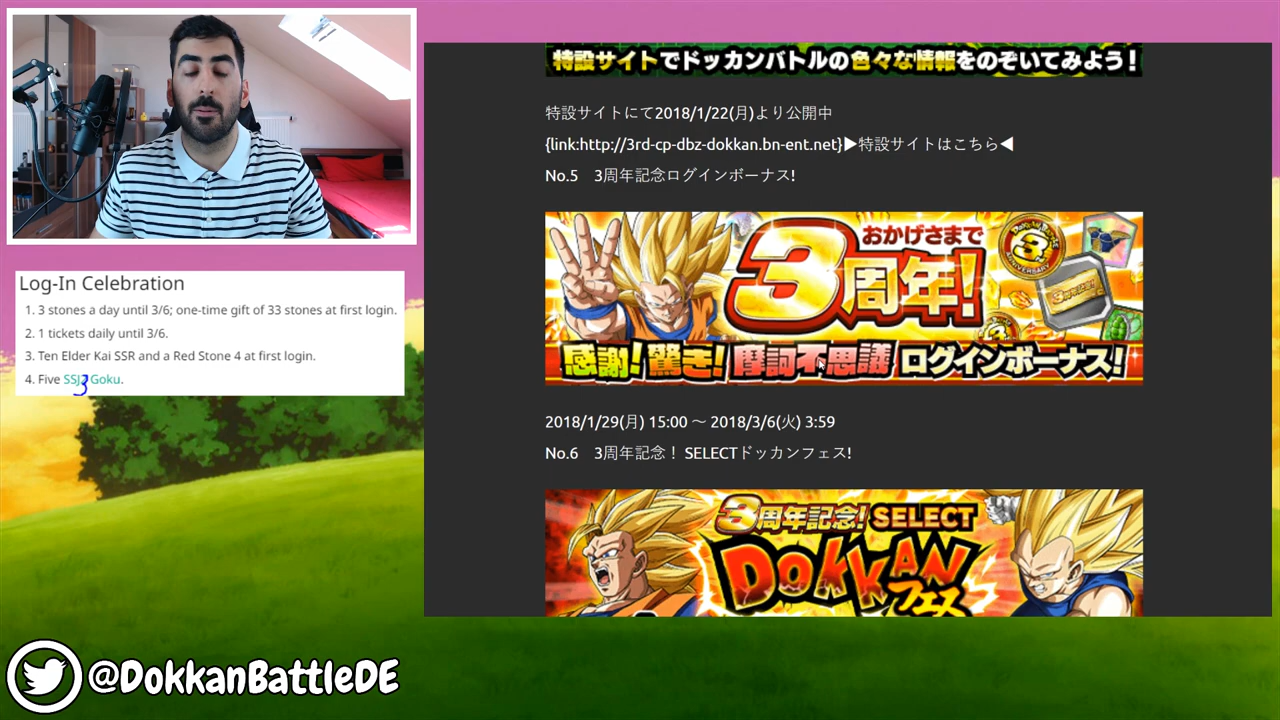 Log-In Celebration
1. 3 stones a day until 3/6; one-time gift of 33 stones at first login.
2. 1 tickets daily until 3/6.
3. Ten Elder Kai SSR and a Red Stone 4 at first login.
4. Five SSJ3 Goku.
@DokkanBattleDE
特設サイトでドッカンバトルの色々な情報をのぞいてみよう!
特設サイトにて2018/1/22(月)より公開中
{link:http://3rd-cp-dbz-dokkan.bn-ent.net}▶特設サイトはこちら◀
No.5 3周年記念ログインボーナス!
おかげさまで
3周年!
感謝!驚き!摩訶不思議 ログインボーナス!
2018/1/29(月) 15:00 ～ 2018/3/6(火) 3:59
No.6 3周年記念！ SELECTドッカンフェス!
3周年記念! SELECT
DOKKAN
フェス